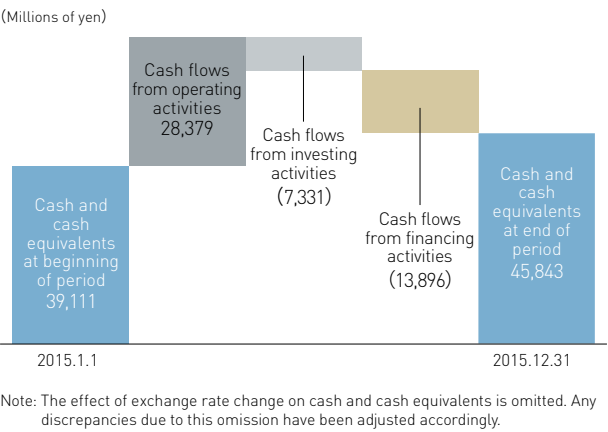 (Millions of yen)
Cash flows
from operating
activities
28,379
Cash flows
from investing
activities
(7,331)
Cash and
cash
equivalents
at beginning
of period
39,111
Cash flows
from financing
activities
(13,896)
Cash and
cash
equivalents
at end of
period
45,843
2015.1.1
2015.12.31
Note: The effect of exchange rate change on cash and cash equivalents is omitted. Any
discrepancies due to this omission have been adjusted accordingly.